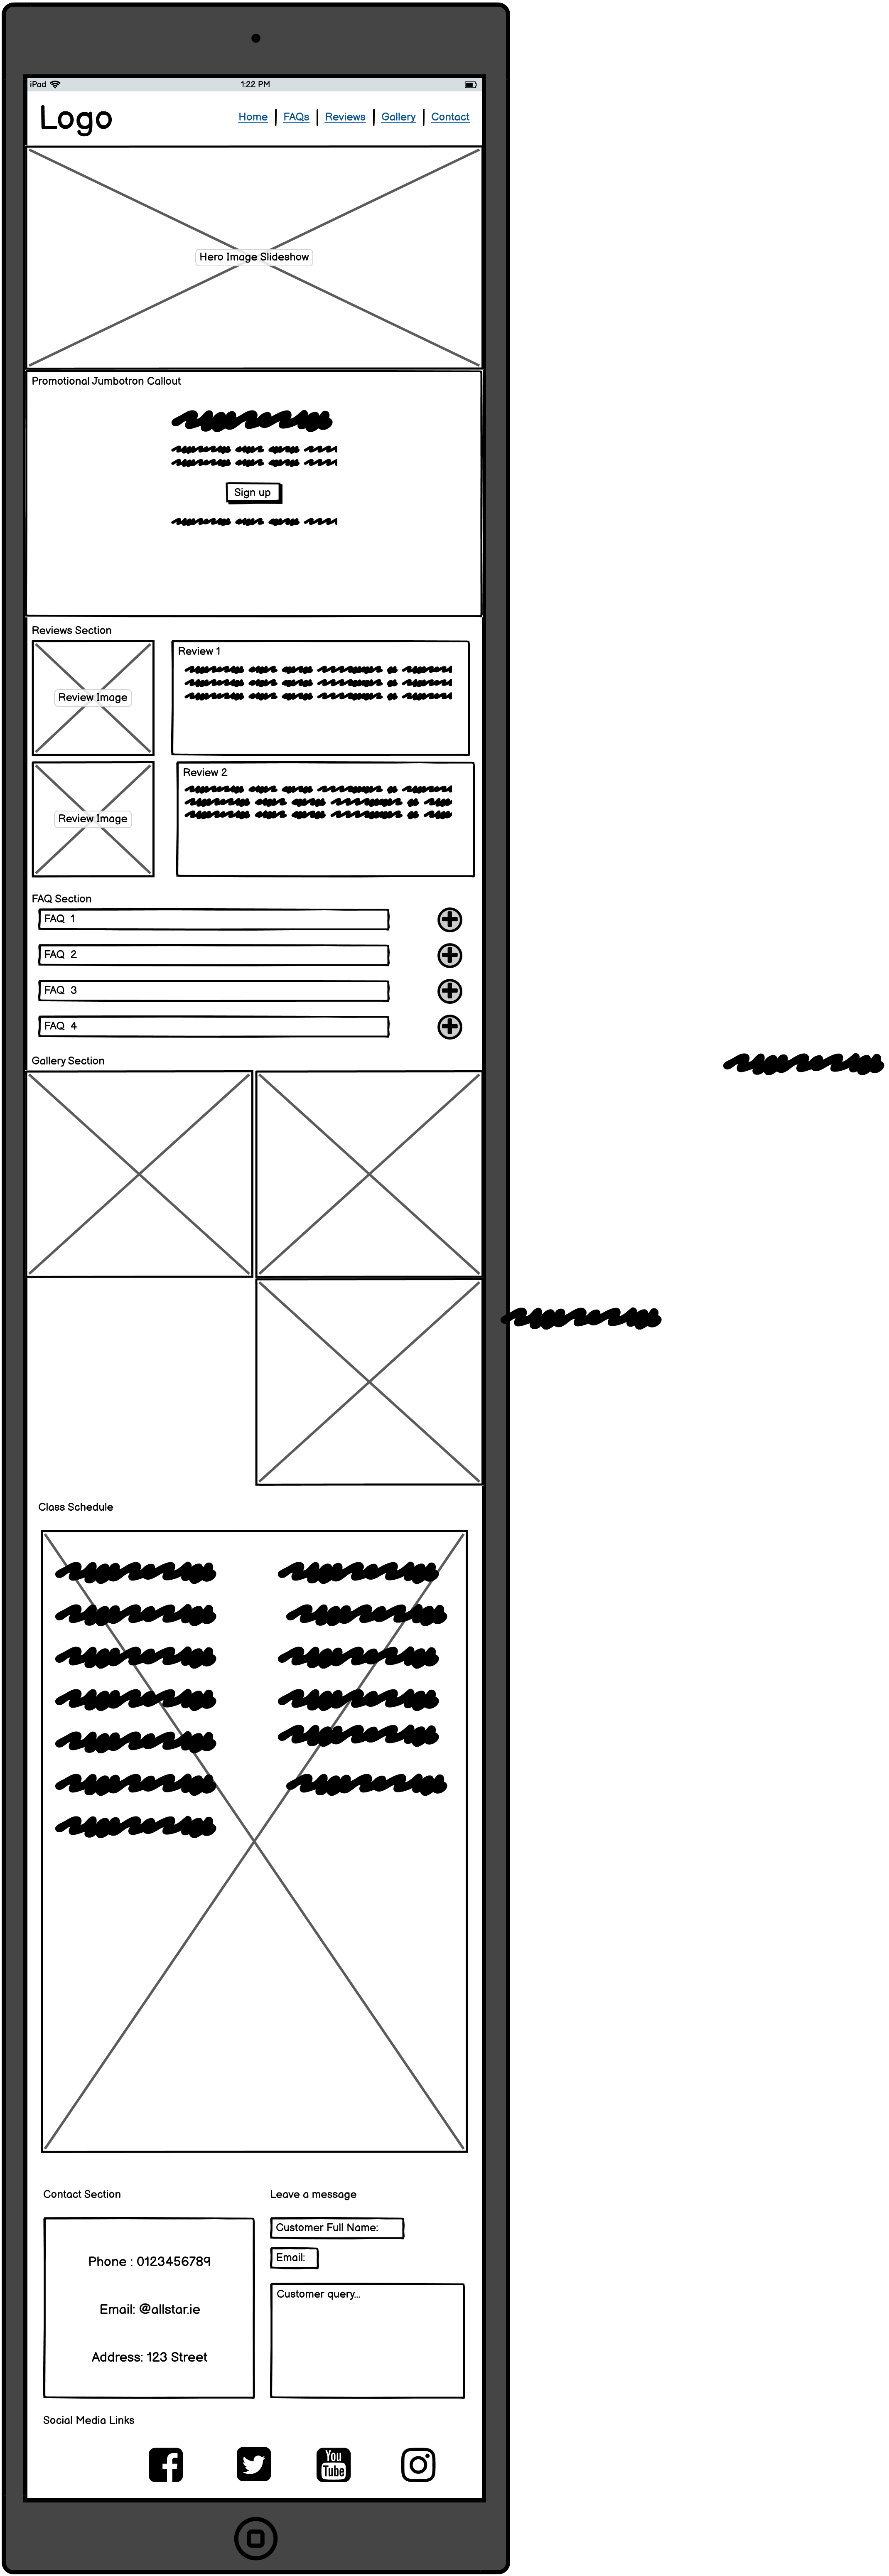 iPad 1:22 PM
Logo
Home FAQs Reviews Gallery Contact
Hero Image Slideshow
Promotional Jumbotron Callout
Sign up
Reviews Section
Review Image
Review 1
Review Image
Review 2
FAQ Section
FAQ 1
FAQ 2
FAQ 3
FAQ 4
Gallery Section
Class Schedule
Contact Section
Phone : 0123456789
Email: @allstar.ie
Address: 123 Street
Leave a message
Customer Full Name:
Email:
Customer query...
Social Media Links
You
Tube